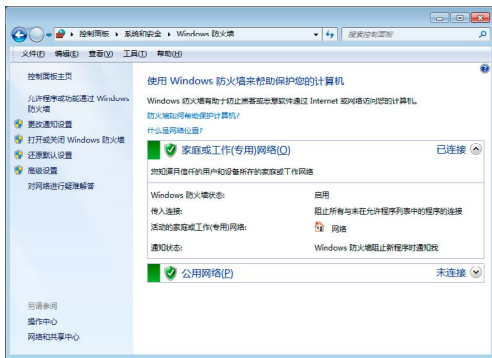 控制面板 ▸ 系统和安全 ▸ Windows 防火墙
搜索控制面板
文件(F) 编辑(E) 查看(V) 工具(T) 帮助(H)
控制面板主页
允许程序或功能通过 Windows
防火墙
更改通知设置
打开或关闭 Windows 防火墙
还原默认设置
高级设置
对网络进行疑难解答
另请参阅
操作中心
网络和共享中心
使用 Windows 防火墙来帮助保护您的计算机
Windows 防火墙有助于防止黑客或恶意软件通过 Internet 或网络访问您的计算机。
防火墙如何帮助保护计算机?
什么是网络位置?
家庭或工作(专用)网络(O) 已连接
您知道且信任的用户和设备所在的家庭或工作网络
Windows 防火墙状态: 启用
传入连接: 阻止所有与未在允许程序列表中的程序的连接
活动的家庭或工作(专用)网络: 网络
通知状态: Windows 防火墙阻止新程序时通知我
公用网络(P) 未连接